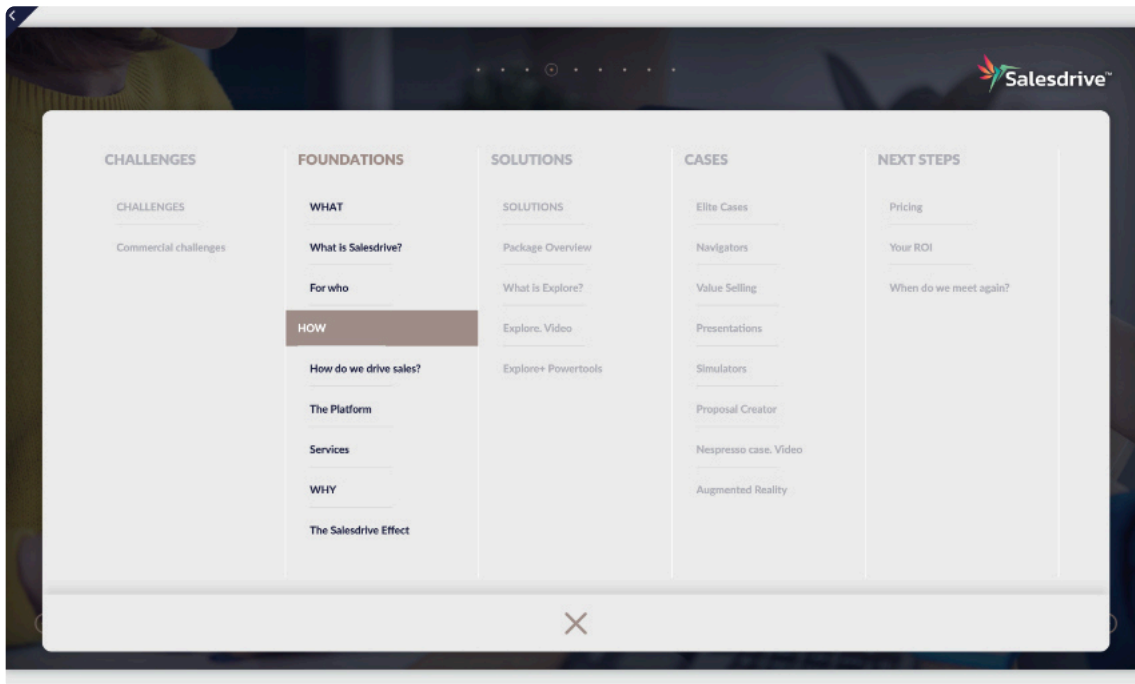 Salesdrive™
CHALLENGES
CHALLENGES
Commercial challenges
FOUNDATIONS
WHAT
What is Salesdrive?
For who
HOW
How do we drive sales?
The Platform
Services
WHY
The Salesdrive Effect
SOLUTIONS
SOLUTIONS
Package Overview
What is Explore?
Explore. Video
Explore+ Powertools
CASES
Elite Cases
Navigators
Value Selling
Presentations
Simulators
Proposal Creator
Nespresso case. Video
Augmented Reality
NEXT STEPS
Pricing
Your ROI
When do we meet again?